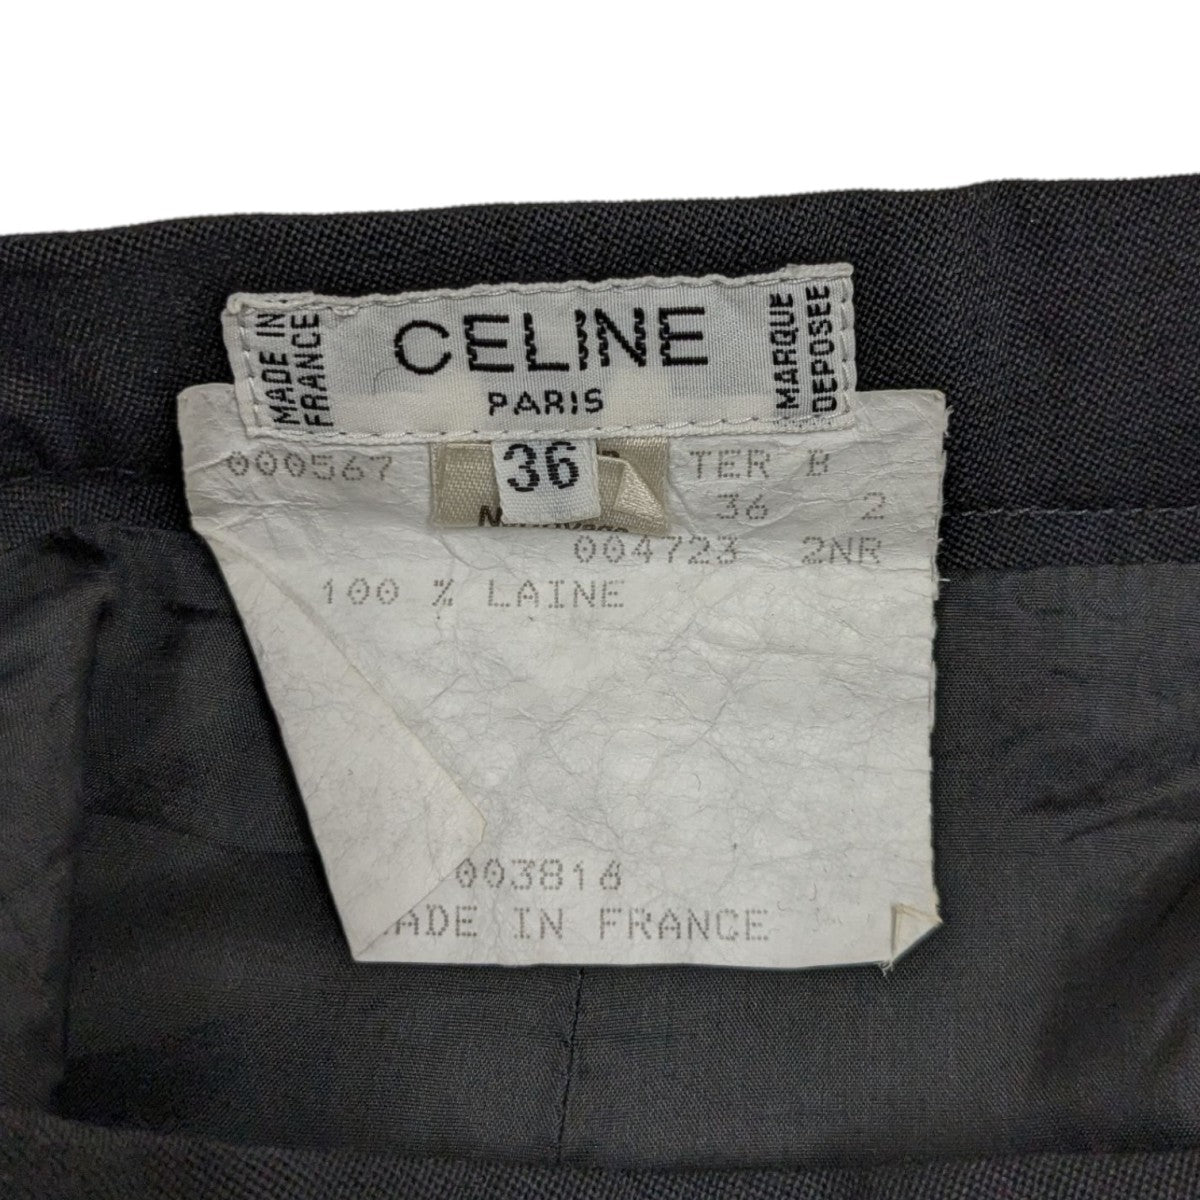 MADE IN
FRANCE
CELINE
PARIS
MARQUE
DEPOSEE
36
000567 TER B
36 2
004723 2NR
100 % LAINE
003816
MADE IN FRANCE